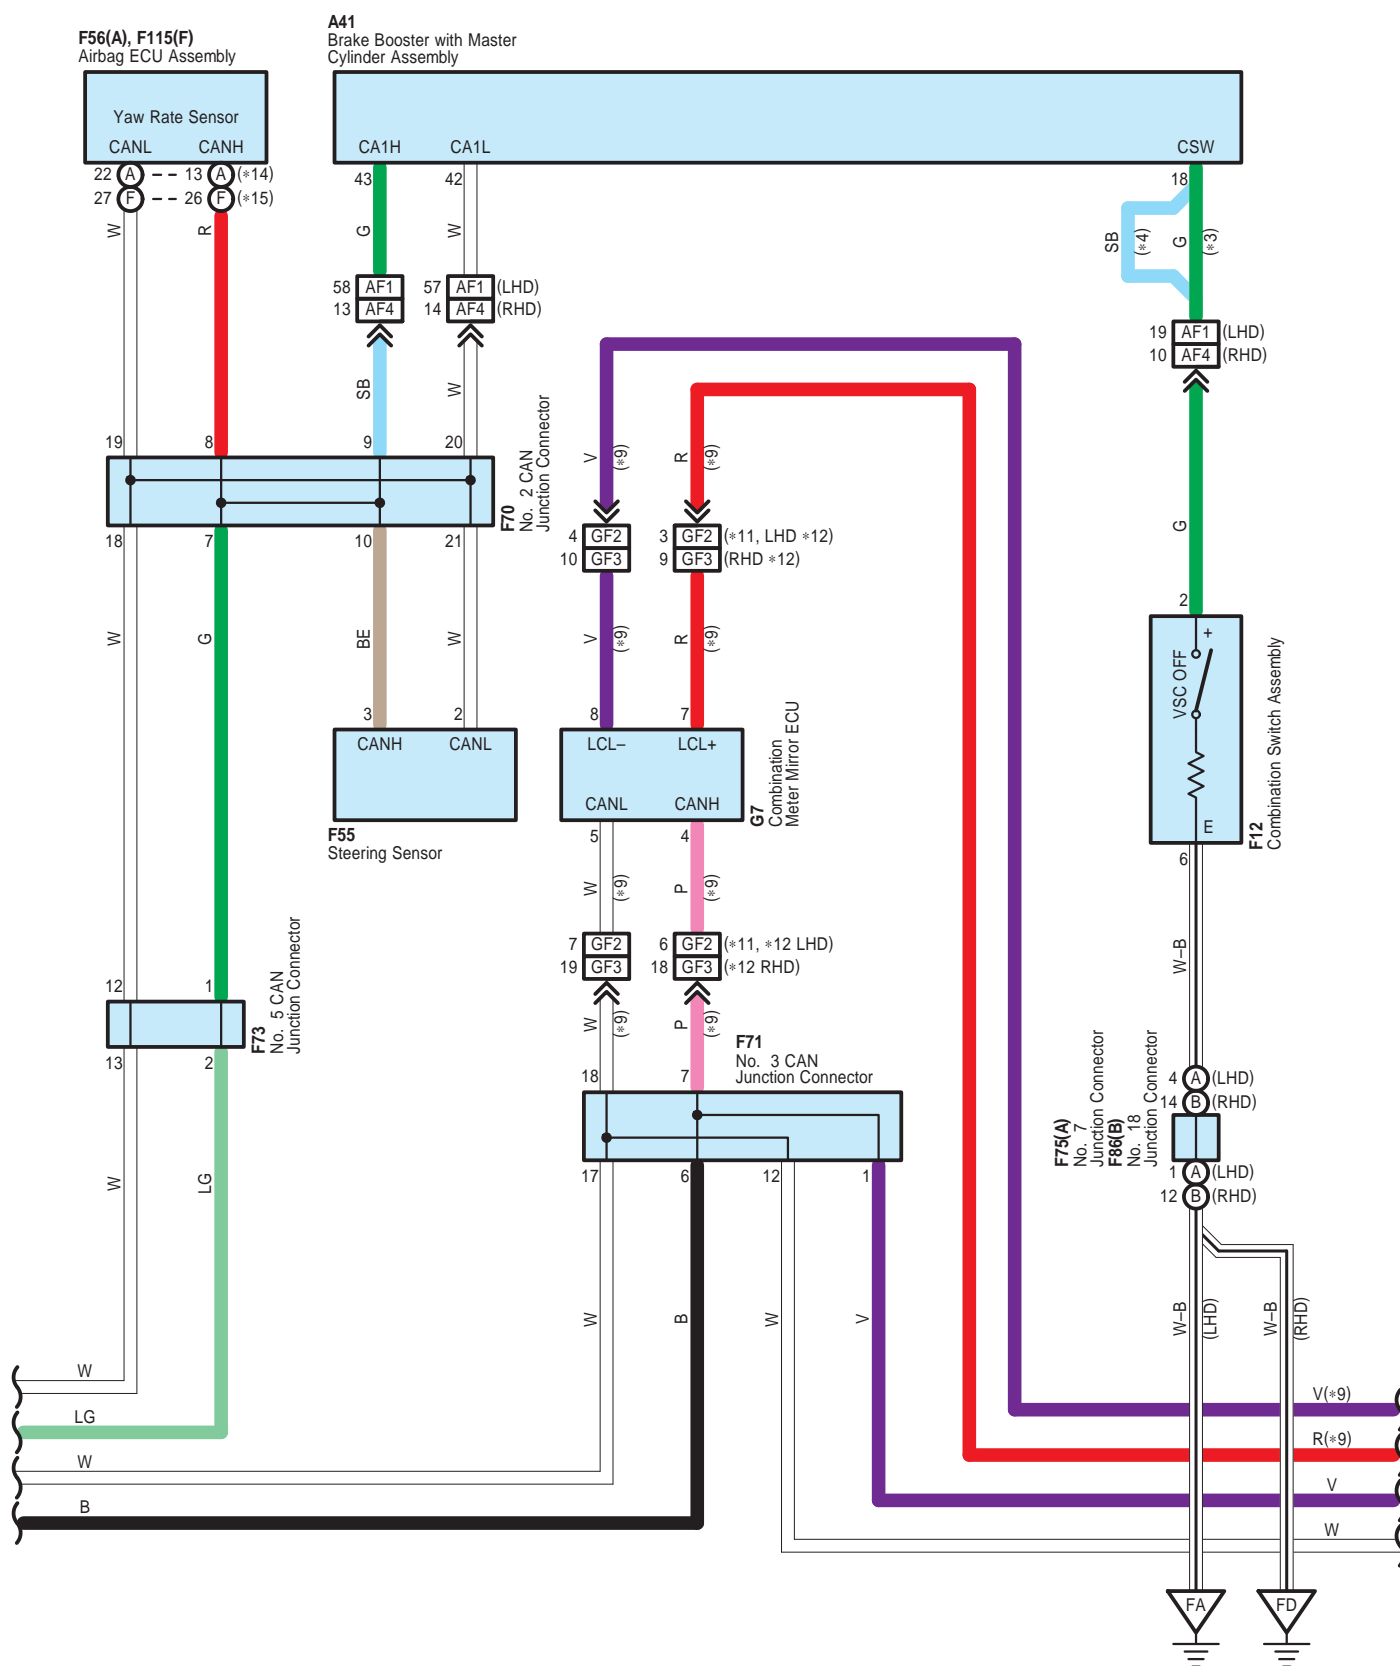 F56(A), F115(F)
Airbag ECU Assembly
A41
Brake Booster with Master
Cylinder Assembly
Yaw Rate Sensor
CANL CANH
CA1H CA1L CSW
22 A 13 A (*14)
27 F 26 F (*15)
43 42 18
W R G W SB (*4) G (*3)
58 AF1 57 AF1 (LHD)
13 AF4 14 AF4 (RHD)
19 AF1 (LHD)
10 AF4 (RHD)
SB W
19 8 9 20
V (*9) R (*9)
F70
No. 2 CAN
Junction Connector
18 7 10 21
4 GF2 3 GF2 (*11, LHD *12)
10 GF3 9 GF3 (RHD *12)
G
2
W G BE W V (*9) R (*9)
3 2 8 7
CANH CANL
LCL– LCL+
CANL CANH
G7
Combination
Meter Mirror ECU
+
VSC OFF
E
F12
Combination Switch Assembly
F55
Steering Sensor
5 4 6
W (*9) P (*9)
7 GF2 6 GF2 (*11, *12 LHD)
19 GF3 18 GF3 (*12 RHD)
W–B
12 1
F73
No. 5 CAN
Junction Connector
13 2
W (*9) P (*9)
F71
No. 3 CAN
Junction Connector
18 7
F75(A)
No. 7
Junction Connector
F86(B)
No. 18
Junction Connector
4 A (LHD)
14 B (RHD)
1 A (LHD)
12 B (RHD)
17 6 12 1
W LG
W B W V
W–B (LHD) W–B (RHD)
W
LG
W
B
V(*9)
R(*9)
V
W
FA FD